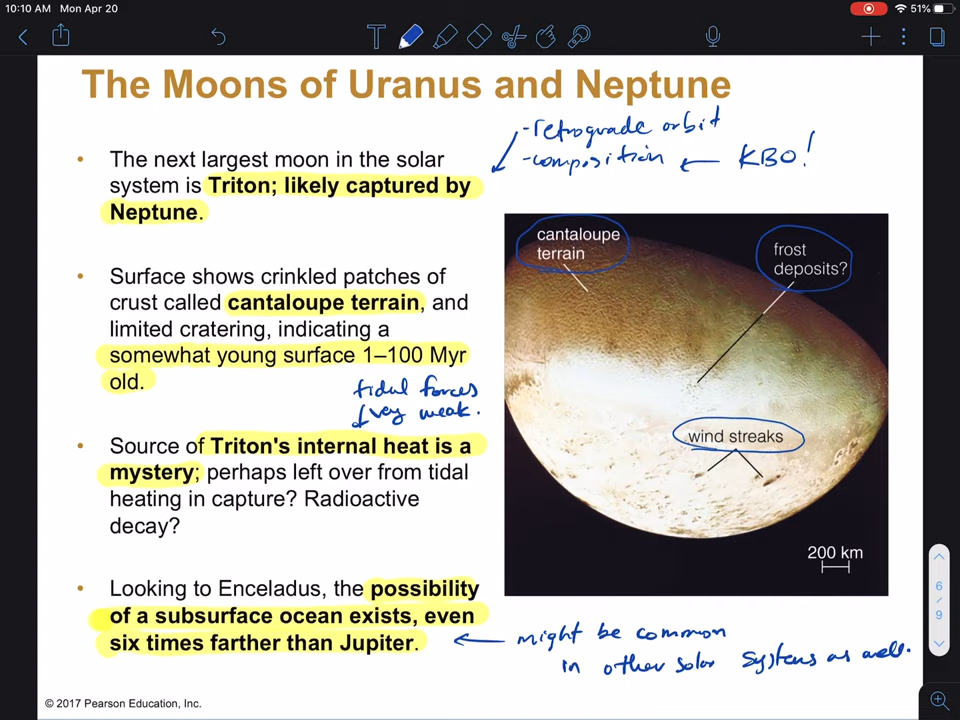 10:10 AM Mon Apr 20
51%
The Moons of Uranus and Neptune
-retrograde orbit
-composition ← KBO!
• The next largest moon in the solar
system is Triton; likely captured by
Neptune.
• Surface shows crinkled patches of
crust called cantaloupe terrain, and
limited cratering, indicating a
somewhat young surface 1–100 Myr
old.
tidal forces
very weak.
• Source of Triton's internal heat is a
mystery; perhaps left over from tidal
heating in capture? Radioactive
decay?
• Looking to Enceladus, the possibility
of a subsurface ocean exists, even
six times farther than Jupiter.
cantaloupe
terrain
frost
deposits?
wind streaks
200 km
← might be common
in other solar systems as well.
6
/
9
© 2017 Pearson Education, Inc.